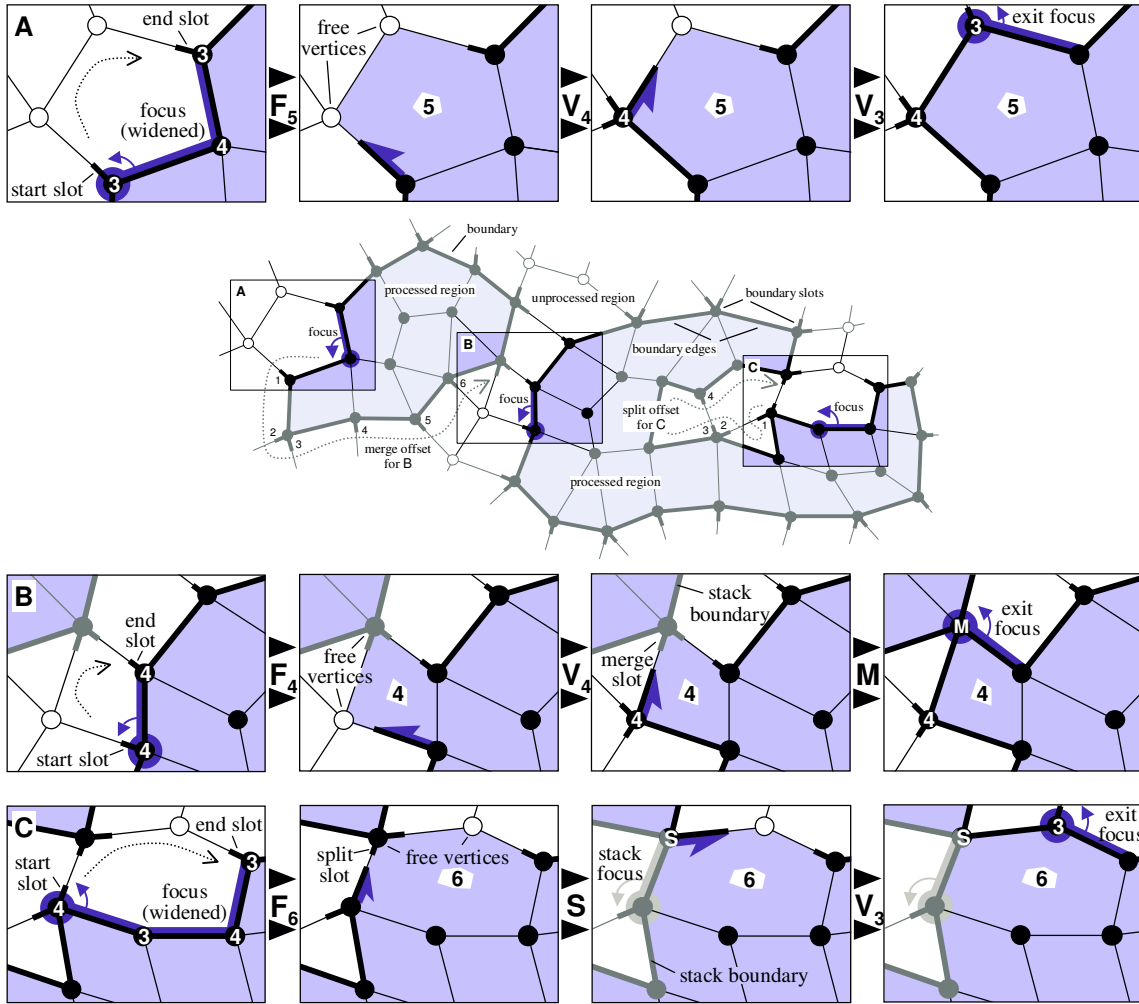 A
end slot
3
focus
(widened)
4
3
start slot
F5
free
vertices
5
V4
4
5
V3
3
exit focus
4
5
boundary
A
processed region
unprocessed region
boundary slots
focus
B
boundary edges
C
1
6
focus
4
split offset
for C
focus
2
3
4
5
merge offset
for B
3
2
1
processed region
B
end
slot
4
start slot
4
F4
free
vertices
4
V4
stack
boundary
merge
slot
4
4
M
M
exit
focus
4
4
C
end slot
start
slot
3
focus
(widened)
4
3
4
F6
split
slot
free vertices
6
S
S
stack
focus
6
stack boundary
V3
3
exit
focus
S
6